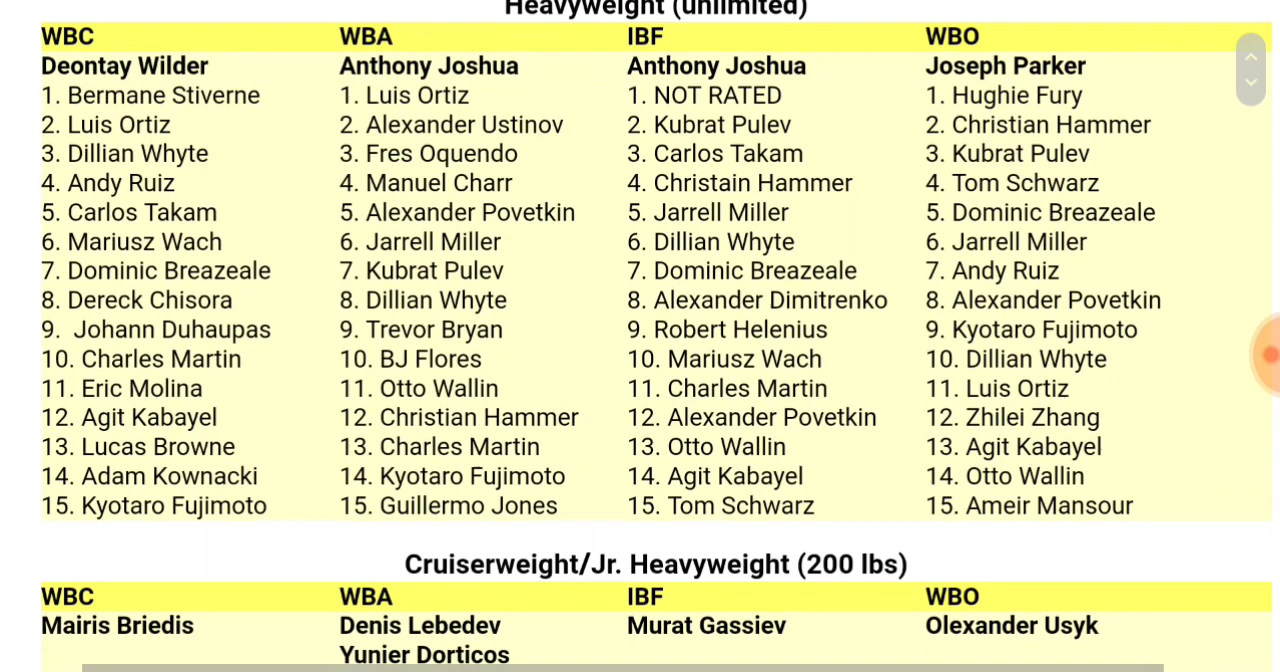 Heavyweight (unlimited)
WBC WBA IBF WBO
Deontay Wilder Anthony Joshua Anthony Joshua Joseph Parker
1. Bermane Stiverne 1. Luis Ortiz 1. NOT RATED 1. Hughie Fury
2. Luis Ortiz 2. Alexander Ustinov 2. Kubrat Pulev 2. Christian Hammer
3. Dillian Whyte 3. Fres Oquendo 3. Carlos Takam 3. Kubrat Pulev
4. Andy Ruiz 4. Manuel Charr 4. Christain Hammer 4. Tom Schwarz
5. Carlos Takam 5. Alexander Povetkin 5. Jarrell Miller 5. Dominic Breazeale
6. Mariusz Wach 6. Jarrell Miller 6. Dillian Whyte 6. Jarrell Miller
7. Dominic Breazeale 7. Kubrat Pulev 7. Dominic Breazeale 7. Andy Ruiz
8. Dereck Chisora 8. Dillian Whyte 8. Alexander Dimitrenko 8. Alexander Povetkin
9. Johann Duhaupas 9. Trevor Bryan 9. Robert Helenius 9. Kyotaro Fujimoto
10. Charles Martin 10. BJ Flores 10. Mariusz Wach 10. Dillian Whyte
11. Eric Molina 11. Otto Wallin 11. Charles Martin 11. Luis Ortiz
12. Agit Kabayel 12. Christian Hammer 12. Alexander Povetkin 12. Zhilei Zhang
13. Lucas Browne 13. Charles Martin 13. Otto Wallin 13. Agit Kabayel
14. Adam Kownacki 14. Kyotaro Fujimoto 14. Agit Kabayel 14. Otto Wallin
15. Kyotaro Fujimoto 15. Guillermo Jones 15. Tom Schwarz 15. Ameir Mansour
Cruiserweight/Jr. Heavyweight (200 lbs)
WBC WBA IBF WBO
Mairis Briedis Denis Lebedev Murat Gassiev Olexander Usyk
Yunier Dorticos